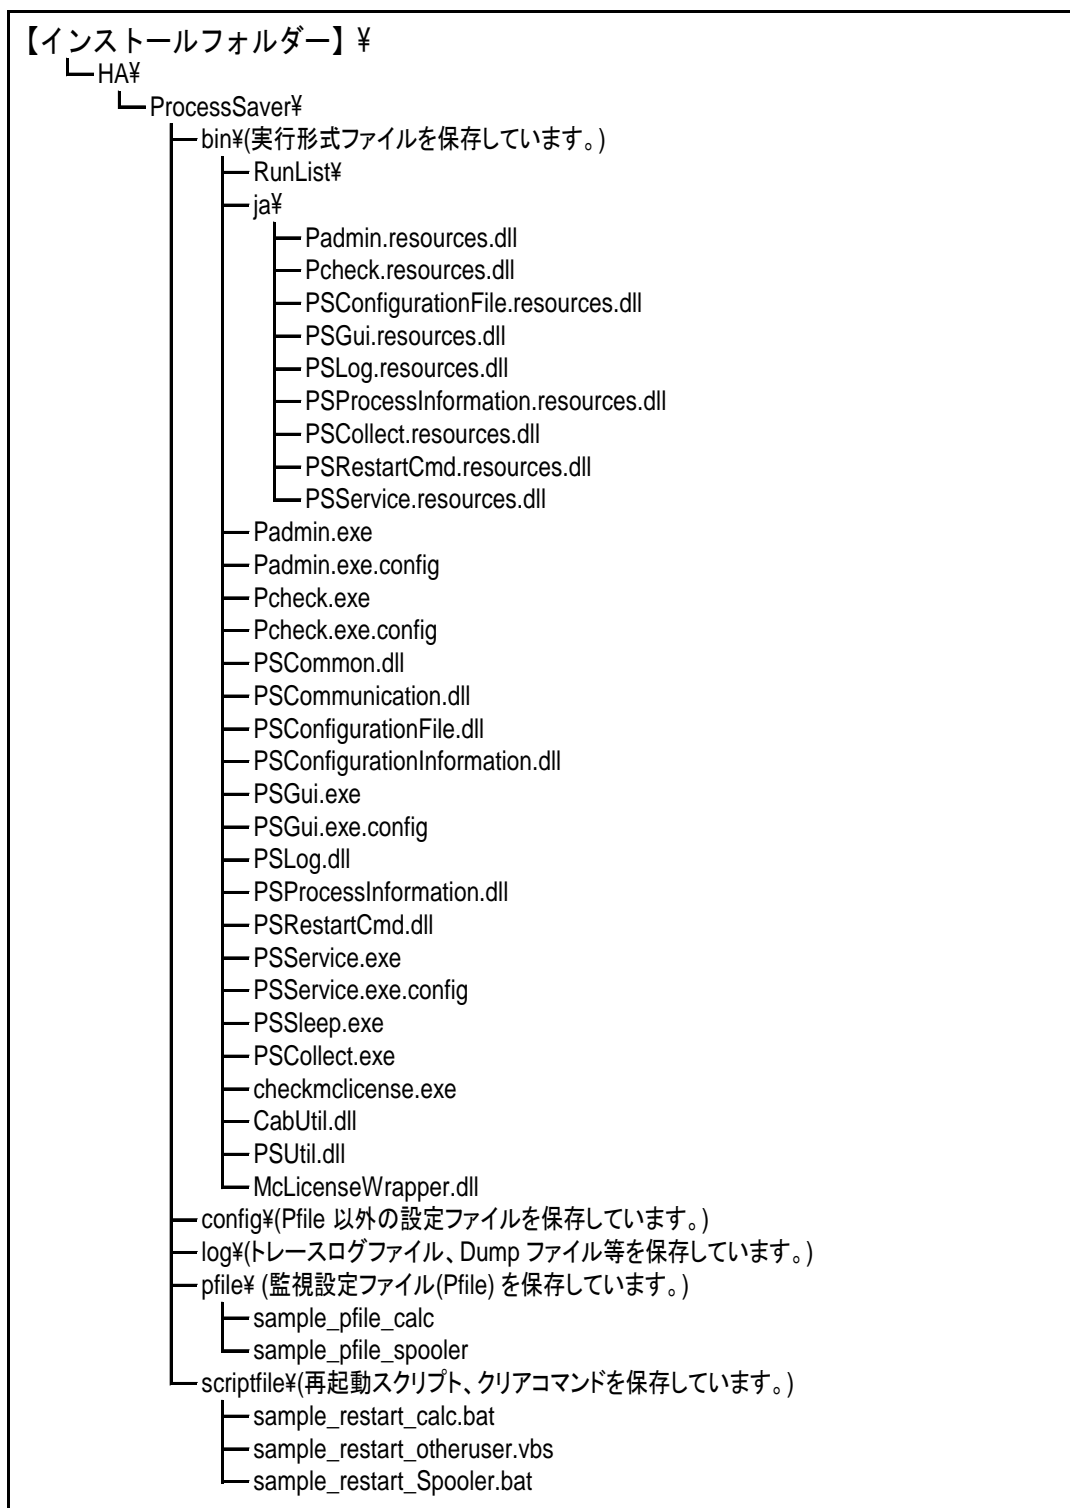 【インストールフォルダー】¥
HA¥
ProcessSaver¥
bin¥(実行形式ファイルを保存しています。)
RunList¥
ja¥
Padmin.resources.dll
Pcheck.resources.dll
PSConfigurationFile.resources.dll
PSGui.resources.dll
PSLog.resources.dll
PSProcessInformation.resources.dll
PSCollect.resources.dll
PSRestartCmd.resources.dll
PSService.resources.dll
Padmin.exe
Padmin.exe.config
Pcheck.exe
Pcheck.exe.config
PSCommon.dll
PSCommunication.dll
PSConfigurationFile.dll
PSConfigurationInformation.dll
PSGui.exe
PSGui.exe.config
PSLog.dll
PSProcessInformation.dll
PSRestartCmd.dll
PSService.exe
PSService.exe.config
PSSleep.exe
PSCollect.exe
checkmclicense.exe
CabUtil.dll
PSUtil.dll
McLicenseWrapper.dll
config¥(Pfile 以外の設定ファイルを保存しています。)
log¥(トレースログファイル、Dump ファイル等を保存しています。)
pfile¥ (監視設定ファイル(Pfile) を保存しています。)
sample_pfile_calc
sample_pfile_spooler
scriptfile¥(再起動スクリプト、クリアコマンドを保存しています。)
sample_restart_calc.bat
sample_restart_otheruser.vbs
sample_restart_Spooler.bat